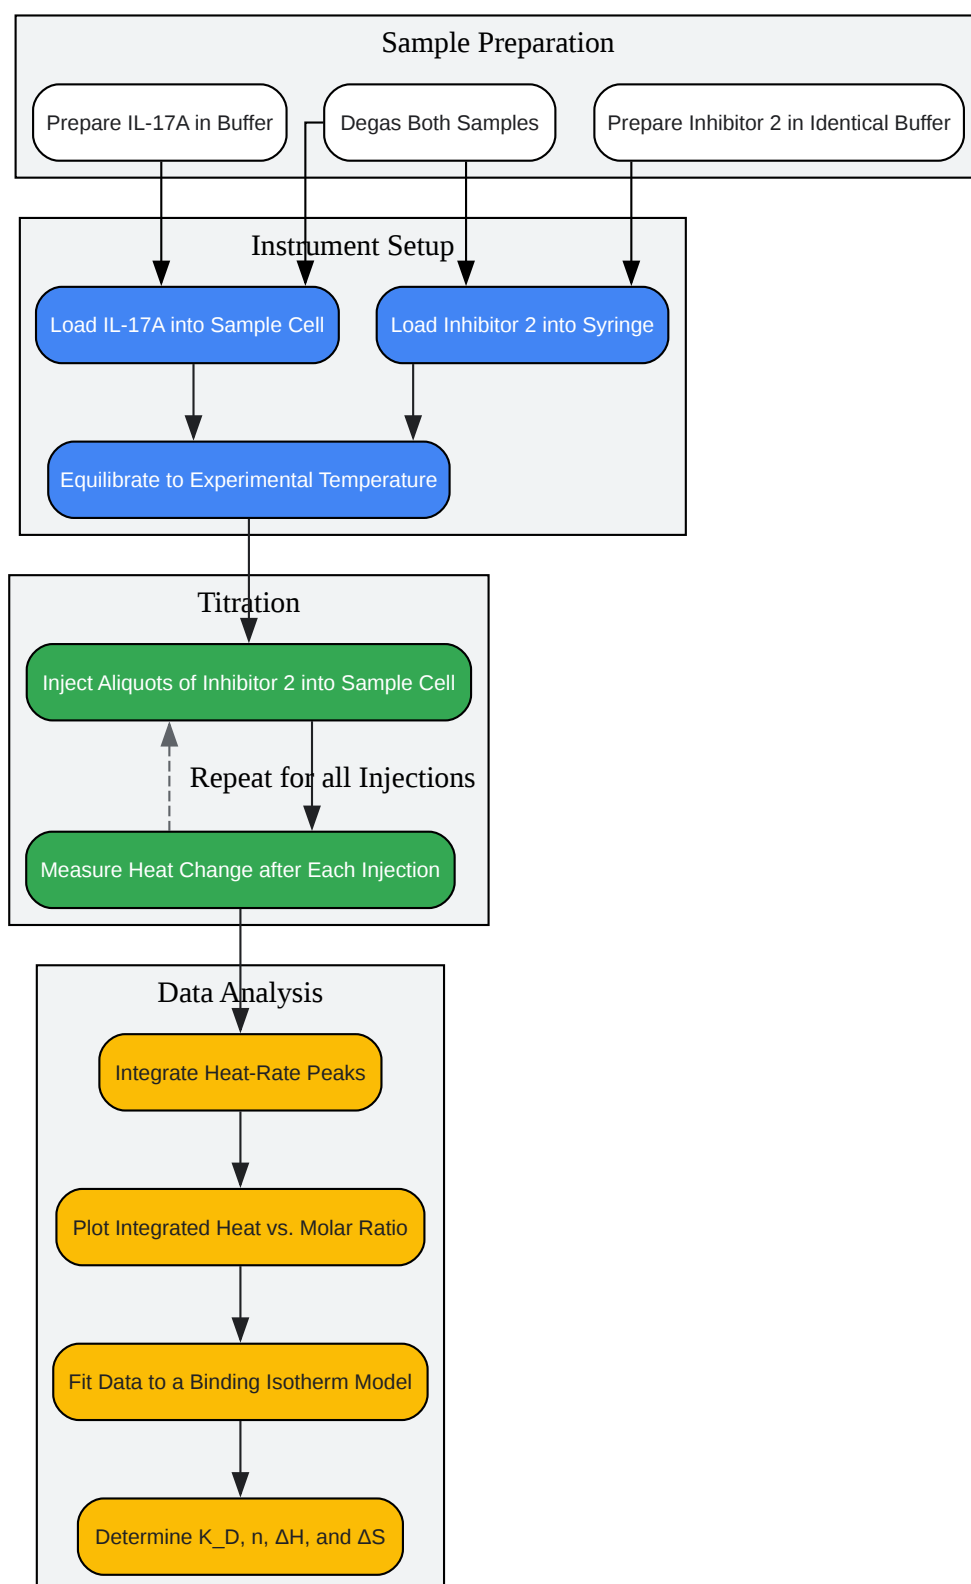 Sample Preparation
Prepare IL-17A in Buffer
Degas Both Samples
Prepare Inhibitor 2 in Identical Buffer
Instrument Setup
Load IL-17A into Sample Cell
Load Inhibitor 2 into Syringe
Equilibrate to Experimental Temperature
Titration
Inject Aliquots of Inhibitor 2 into Sample Cell
Repeat for all Injections
Measure Heat Change after Each Injection
Data Analysis
Integrate Heat-Rate Peaks
Plot Integrated Heat vs. Molar Ratio
Fit Data to a Binding Isotherm Model
Determine K_D, n, ΔH, and ΔS